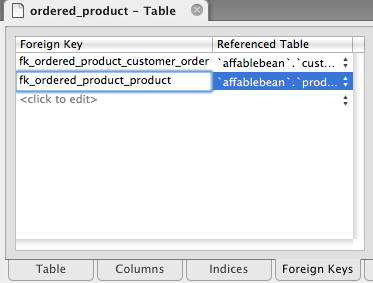 ordered_product - Table
Foreign Key Referenced Table
fk_ordered_product_customer_order `affablebean`.`cust...
fk_ordered_product_product `affablebean`.`prod...
<click to edit>
Table Columns Indices Foreign Keys